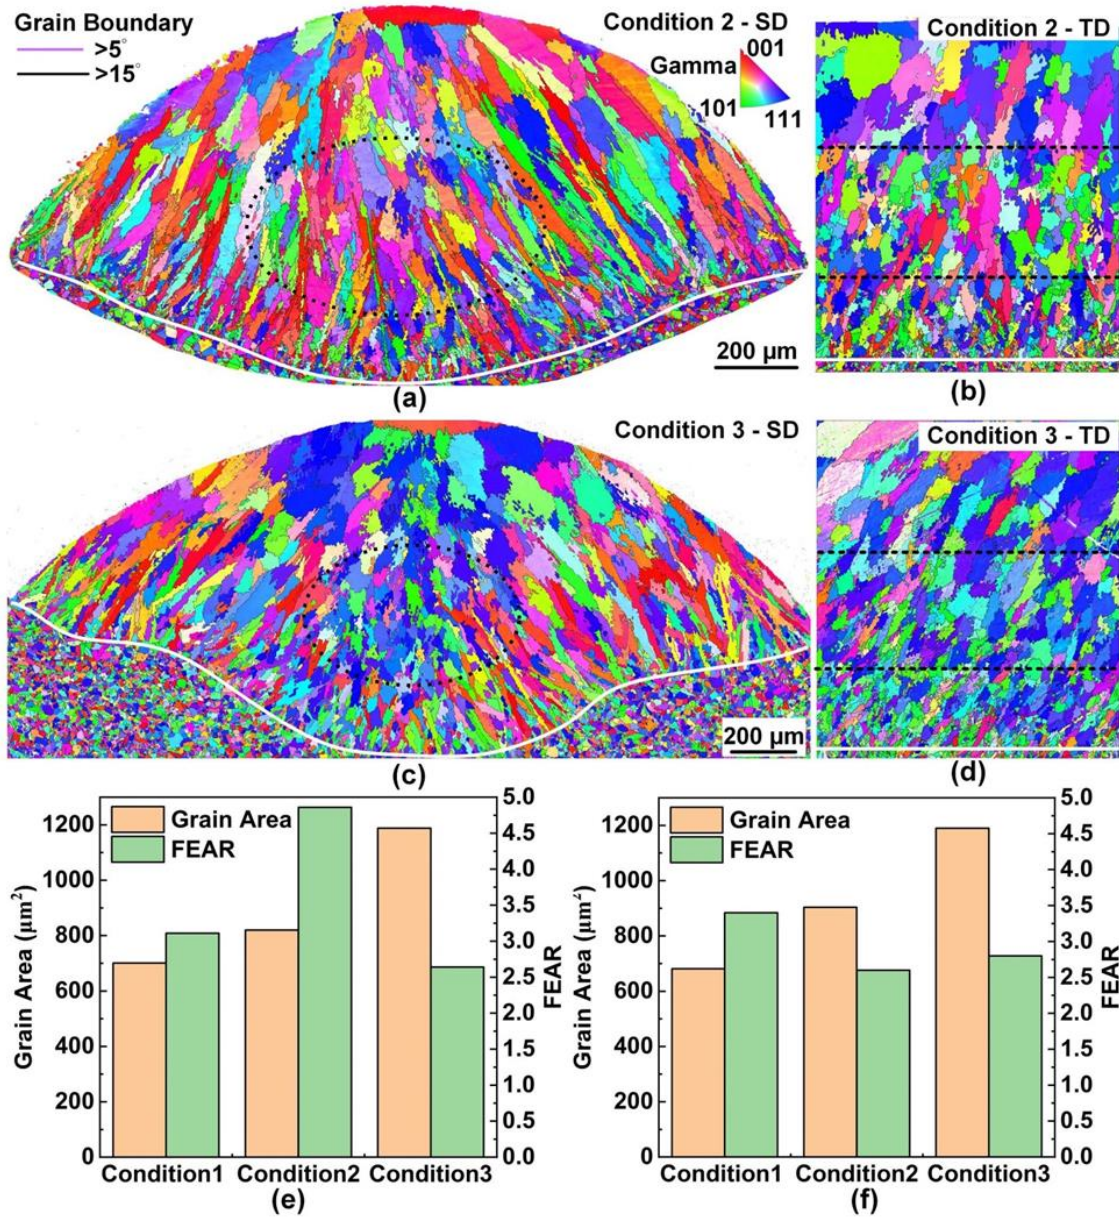 Grain Boundary
>5°
>15°
Condition 2 - SD
Gamma
001
101
111
200 µm
(a)
Condition 2 - TD
(b)
Condition 3 - SD
200 µm
(c)
Condition 3 - TD
(d)
Grain Area (µm²)
1200
1000
800
600
400
200
0
Grain Area
FEAR
5.0
4.5
4.0
3.5
3.0
2.5
2.0
1.5
1.0
0.5
0.0
FEAR
Condition1 Condition2 Condition3
(e)
Grain Area (µm²)
1200
1000
800
600
400
200
0
Grain Area
FEAR
5.0
4.5
4.0
3.5
3.0
2.5
2.0
1.5
1.0
0.5
0.0
FEAR
Condition1 Condition2 Condition3
(f)